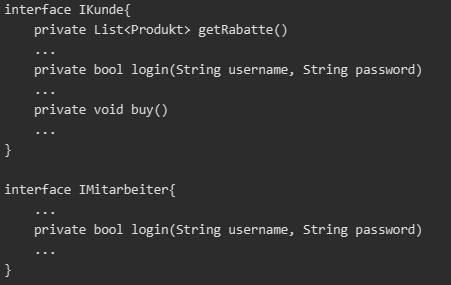 interface IKunde{
    private List<Produkt> getRabatte()
    ...
    private bool login(String username, String password)
    ...
    private void buy()
    ...
}

interface IMitarbeiter{
    ...
    private bool login(String username, String password)
    ...
}